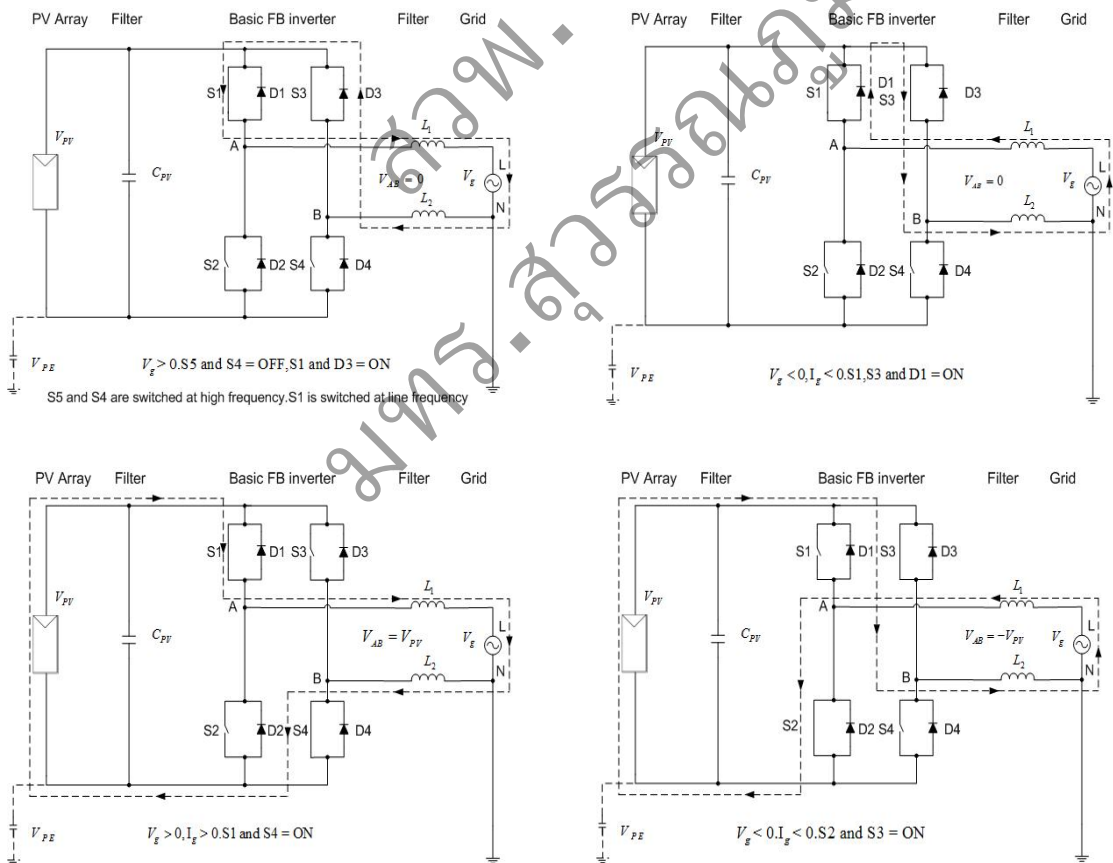 PV Array Filter Basic FB inverter Filter Grid
S1 D1 S3 D3
V_PV
C_PV
A
L_1
V_AB = 0
V_g
L
N
L_2
B
S2 D2 S4 D4
V_PE
V_g > 0.S5 and S4 = OFF,S1 and D3 = ON
S5 and S4 are switched at high frequency.S1 is switched at line frequency
PV Array Filter Basic FB inverter Filter Grid
S1 D1 S3 D3
V_PV
C_PV
A
L_1
V_AB = 0
V_g
L
N
L_2
B
S2 D2 S4 D4
V_PE
V_g < 0,I_g < 0.S1,S3 and D1 = ON
PV Array Filter Basic FB inverter Filter Grid
S1 D1 S3 D3
V_PV
C_PV
A
L_1
V_AB = V_PV
V_g
L
N
L_2
B
S2 D2 S4 D4
V_PE
V_g > 0,I_g > 0.S1 and S4 = ON
PV Array Filter Basic FB inverter Filter Grid
S1 D1 S3 D3
V_PV
C_PV
A
L_1
V_AB = -V_PV
V_g
L
N
L_2
B
S2 D2 S4 D4
V_PE
V_g < 0.I_g < 0.S2 and S3 = ON